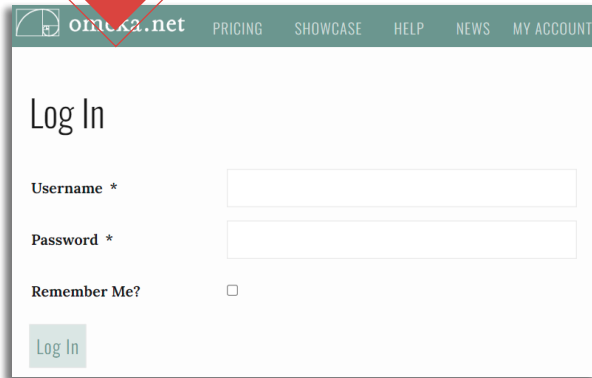 omeka.net PRICING SHOWCASE HELP NEWS MY ACCOUNT
Log In
Username *
Password *
Remember Me?
Log In